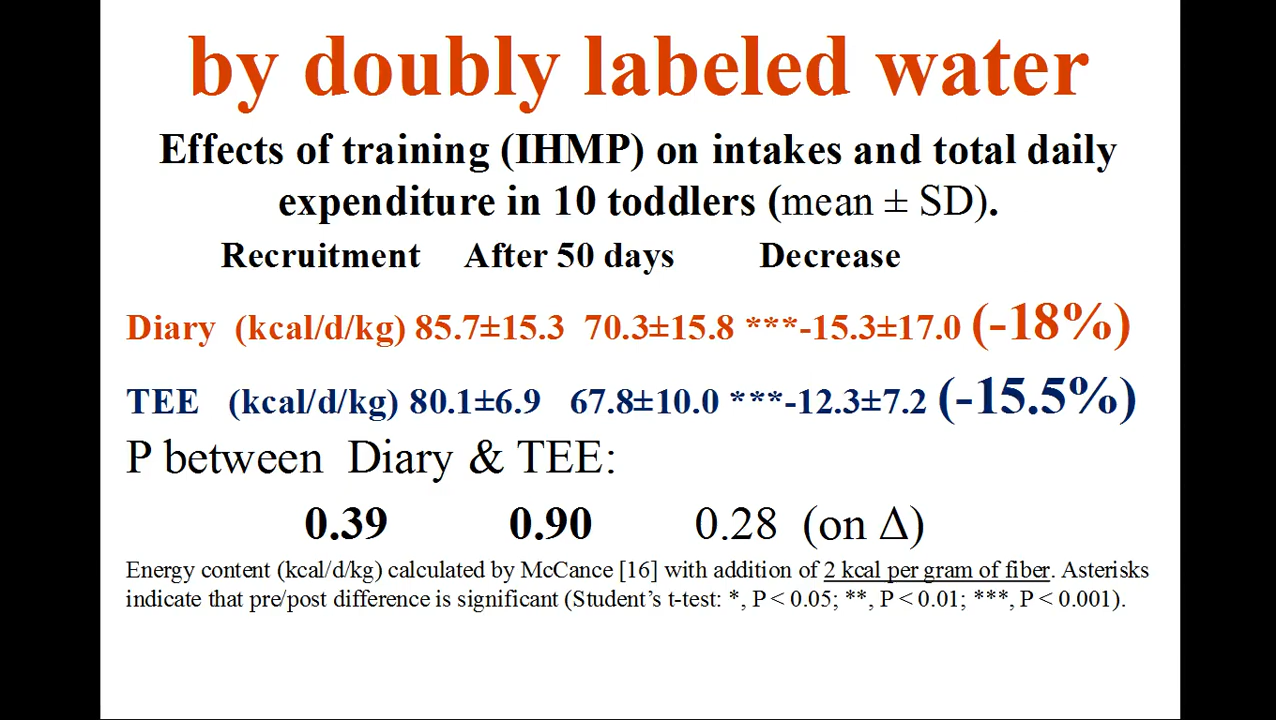 by doubly labeled water
Effects of training (IHMP) on intakes and total daily
expenditure in 10 toddlers (mean ± SD).
Recruitment After 50 days Decrease
Diary (kcal/d/kg) 85.7±15.3 70.3±15.8 ***-15.3±17.0 (-18%)
TEE (kcal/d/kg) 80.1±6.9 67.8±10.0 ***-12.3±7.2 (-15.5%)
P between Diary & TEE:
0.39 0.90 0.28 (on Δ)
Energy content (kcal/d/kg) calculated by McCance [16] with addition of 2 kcal per gram of fiber. Asterisks
indicate that pre/post difference is significant (Student’s t-test: *, P < 0.05; **, P < 0.01; ***, P < 0.001).